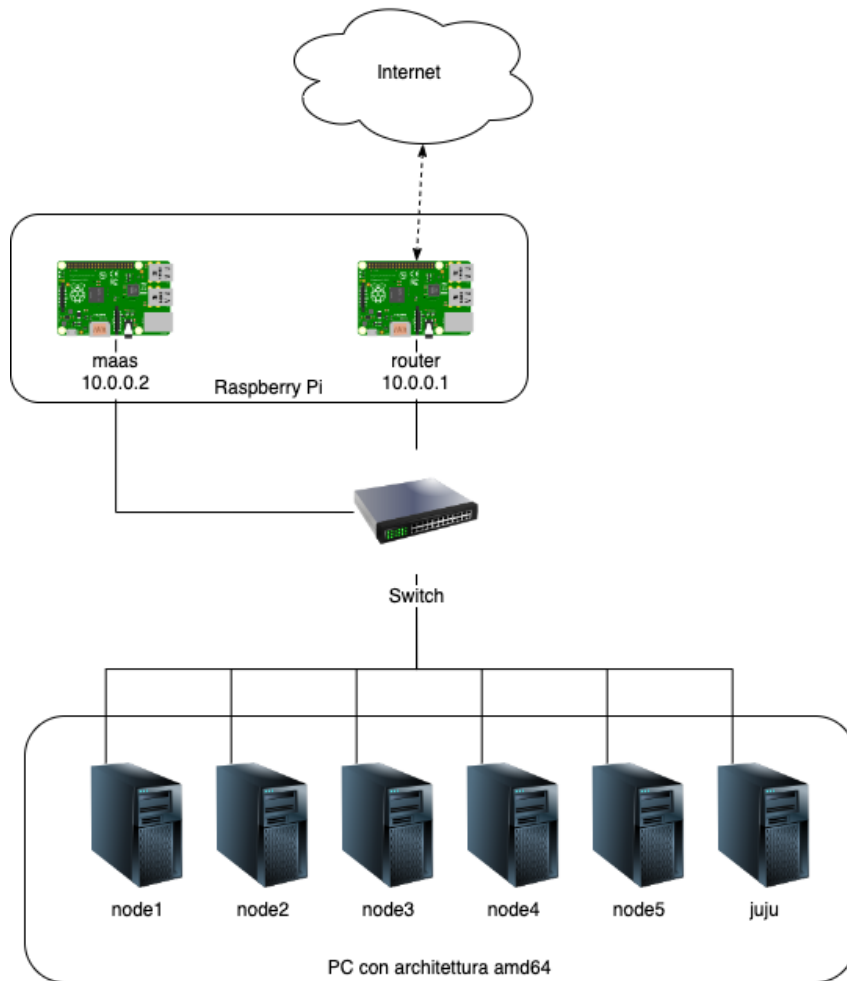 Internet
maas
10.0.0.2
router
10.0.0.1
Raspberry Pi
Switch
node1
node2
node3
node4
node5
juju
PC con architettura amd64